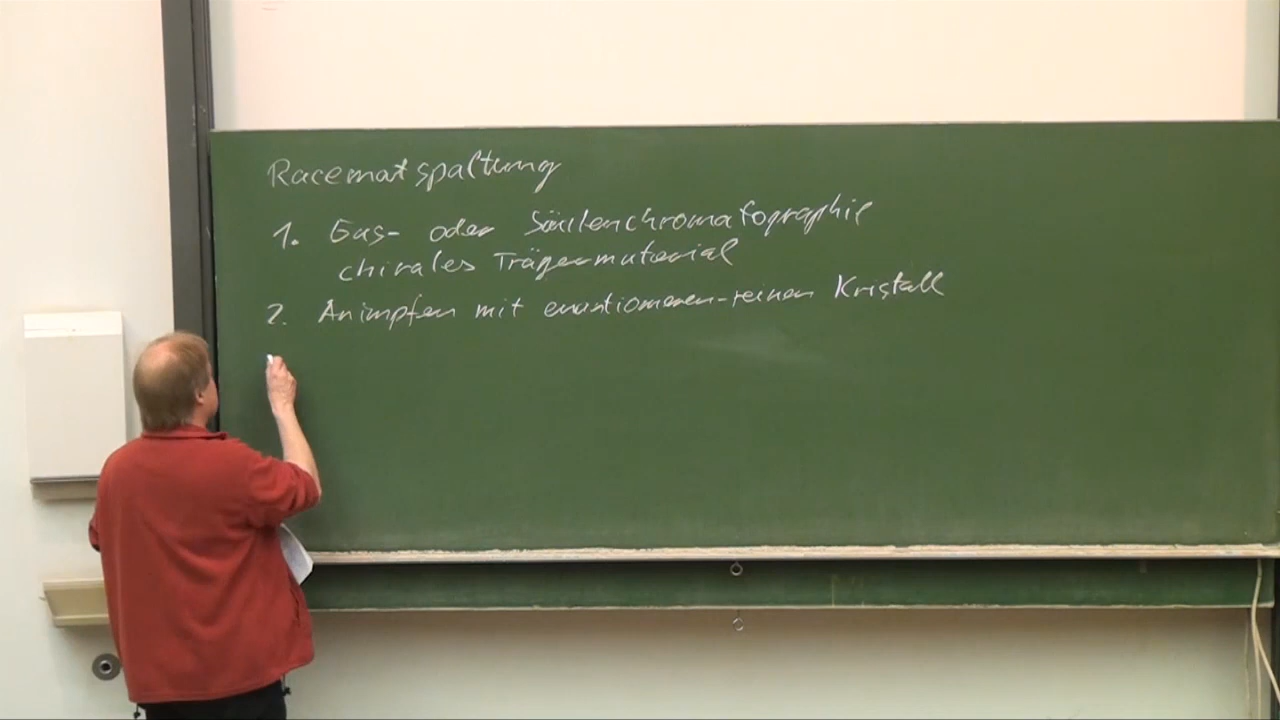 Racematspaltung
1. Gas- oder Säulenchromatographie
chirales Trägermaterial
2. Animpfen mit enantiomeren-reinen Kristall